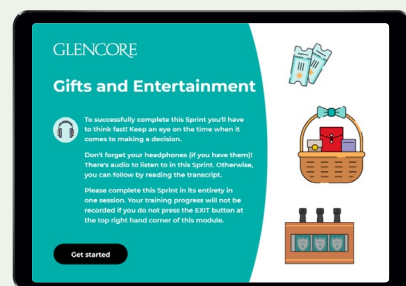 GLENCORE
Gifts and Entertainment
To successfully complete this Sprint you'll have
to think fast! Keep an eye on the time when it
comes to making a decision.
Don't forget your headphones (if you have them)!
There's audio to listen to in this Sprint. Otherwise,
you can follow by reading the transcript.
Please complete this Sprint in its entirety in
one session. Your training progress will not be
recorded if you do not press the EXIT button at
the top right hand corner of this module.
Get started